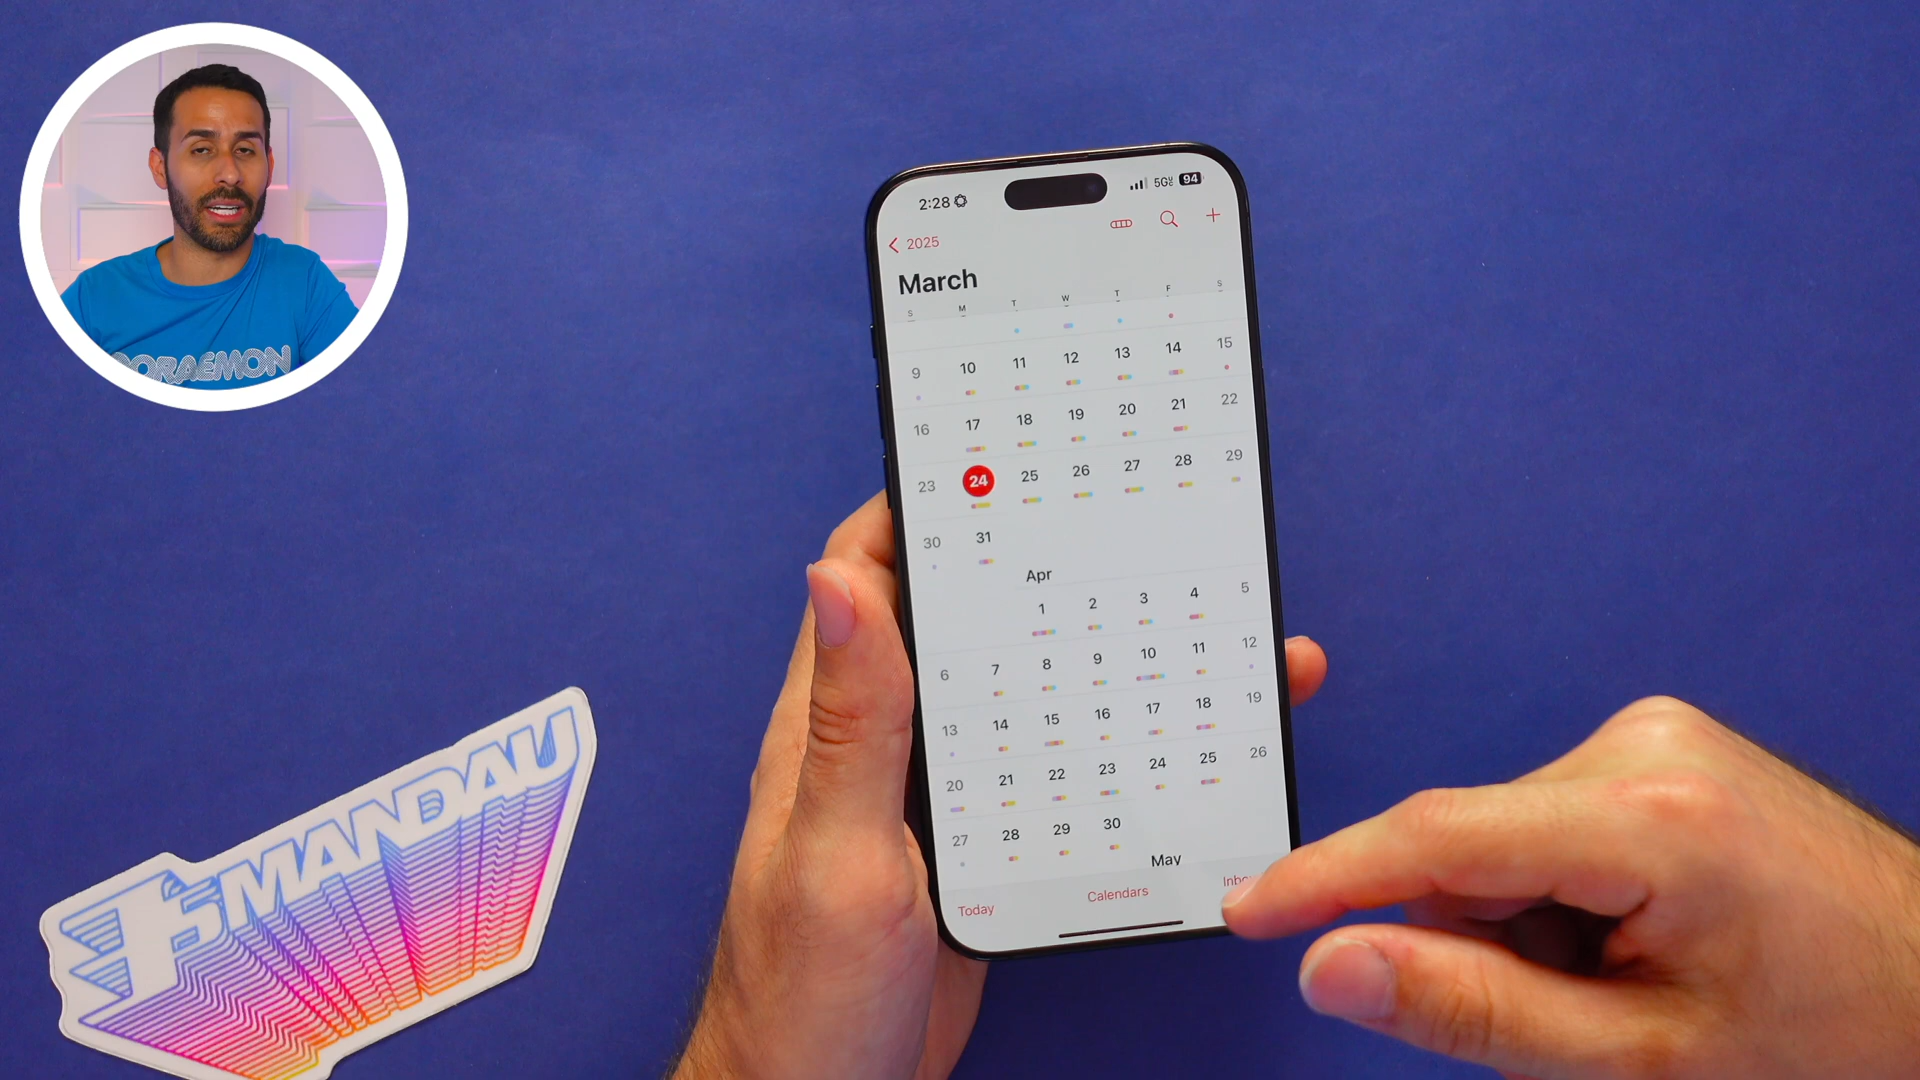 DORAEMON
2:28
5G
94
2025
March
S M T W T F S
9 10 11 12 13 14 15
16 17 18 19 20 21 22
23 24 25 26 27 28 29
30 31
Apr
1 2 3 4 5
6 7 8 9 10 11 12
13 14 15 16 17 18 19
20 21 22 23 24 25 26
27 28 29 30
May
Today Calendars Inbox
SMANDAU